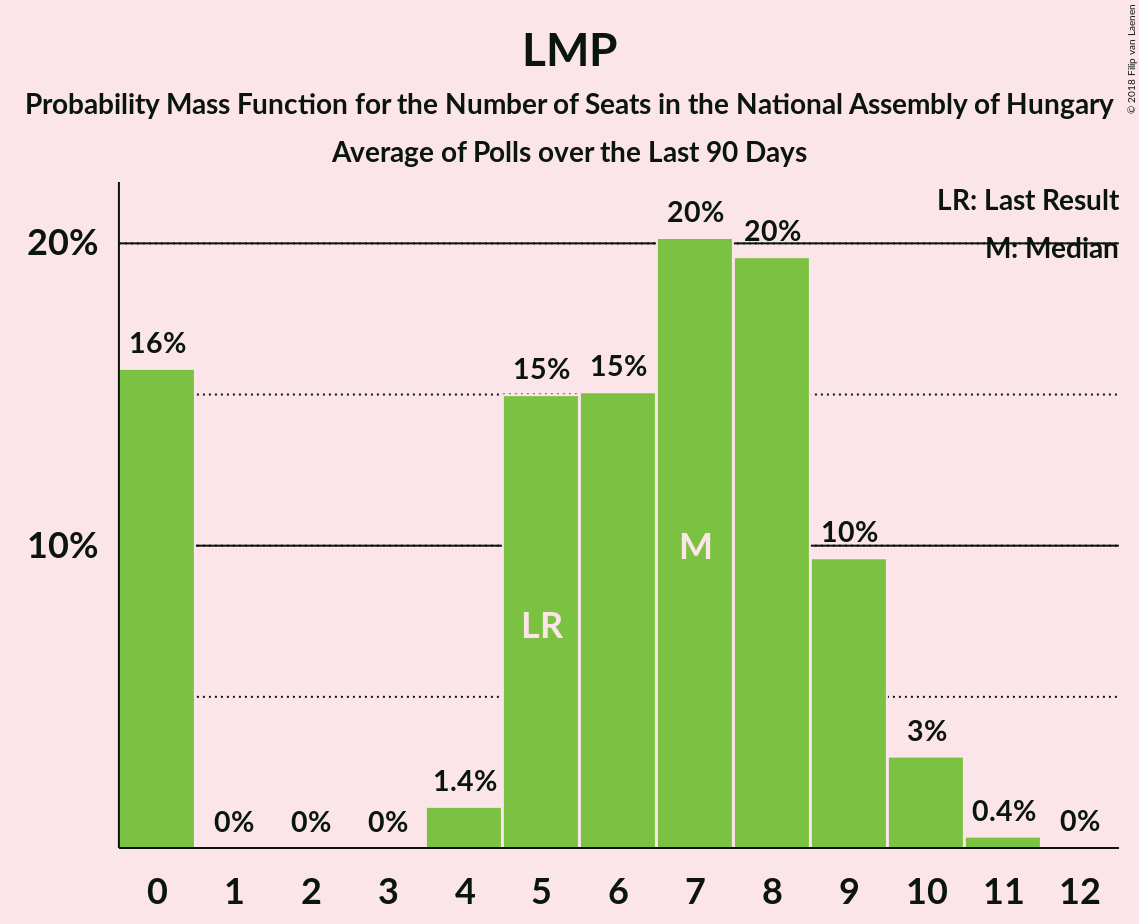 LMP
Probability Mass Function for the Number of Seats in the National Assembly of Hungary
Average of Polls over the Last 90 Days
© 2018 Filip van Laenen
LR: Last Result
M: Median
20%
10%
16%
0%
0%
0%
1.4%
15%
15%
20%
20%
10%
3%
0.4%
0%
LR
M
0 1 2 3 4 5 6 7 8 9 10 11 12